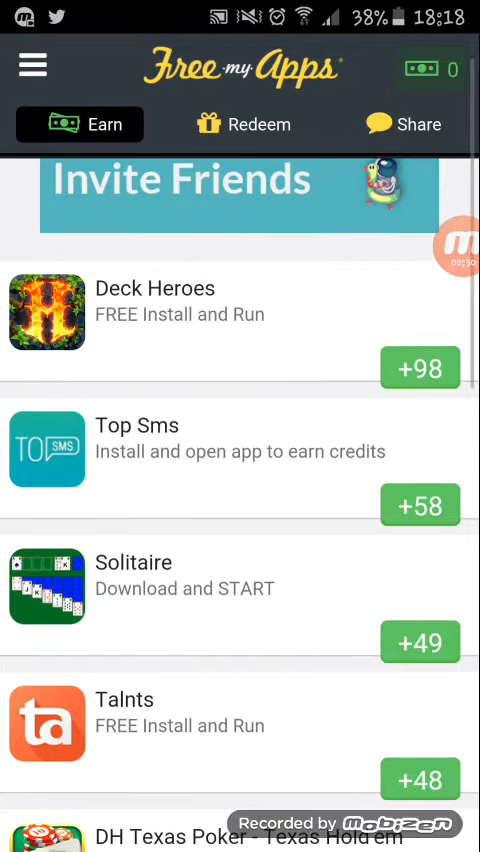 38% 18:18
Free my Apps
0
Earn Redeem Share
Invite Friends
00:30
Deck Heroes
FREE Install and Run
+98
TO SMS
Top Sms
Install and open app to earn credits
+58
Solitaire
Download and START
+49
ta
Talnts
FREE Install and Run
+48
DH Texas Poker - Texas Hold'em
Recorded by mobizen